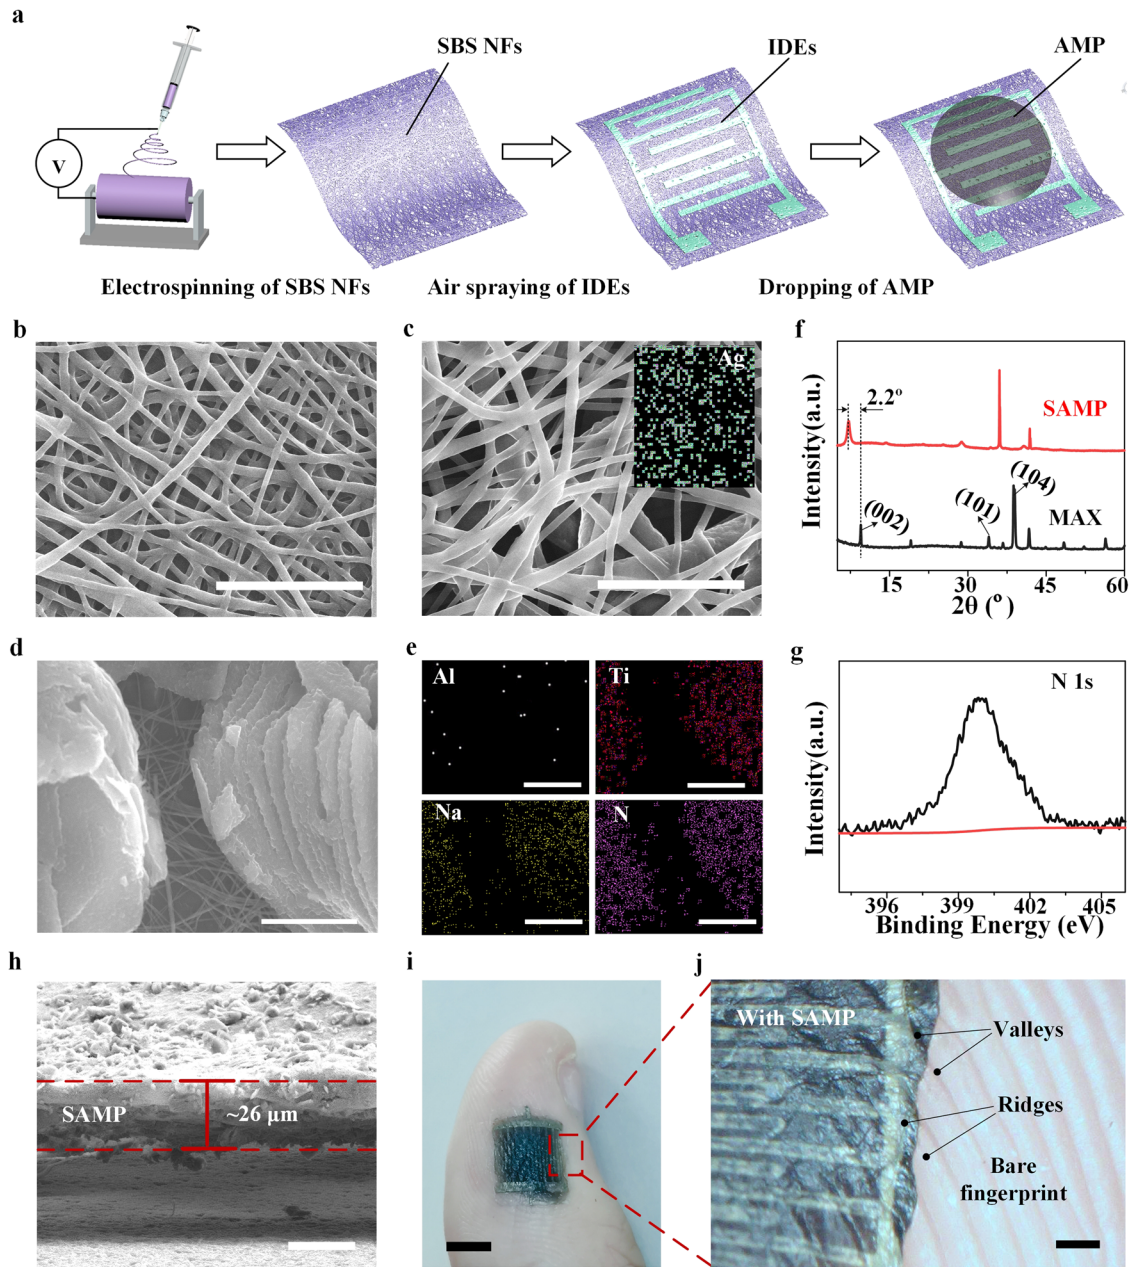 a
SBS NFs
IDEs
AMP
V
Electrospinning of SBS NFs
Air spraying of IDEs
Dropping of AMP
b
c
Ag
f
2.2º
SAMP
(002)
(101)
(104)
MAX
Intensity(a.u.)
15
30
45
60
2θ (º)
d
e
Al
Ti
Na
N
g
N 1s
Intensity(a.u.)
396
399
402
405
Binding Energy (eV)
h
SAMP
~26 μm
i
j
With SAMP
Valleys
Ridges
Bare
fingerprint